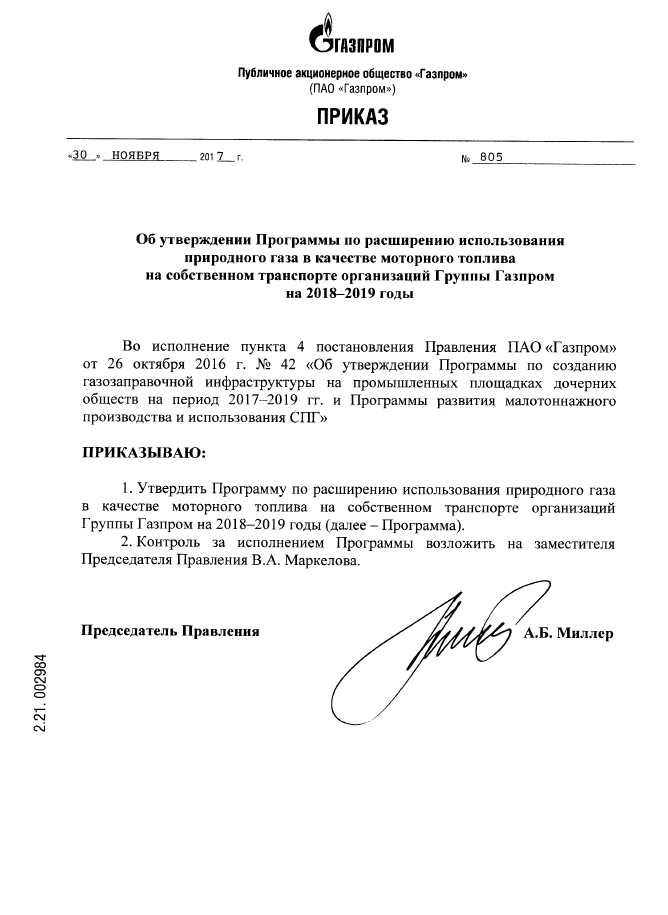 ГАЗПРОМ
Публичное акционерное общество «Газпром»
(ПАО «Газпром»)
ПРИКАЗ
«30 » НОЯБРЯ 2017 г. № 805
Об утверждении Программы по расширению использования
природного газа в качестве моторного топлива
на собственном транспорте организаций Группы Газпром
на 2018–2019 годы
Во исполнение пункта 4 постановления Правления ПАО «Газпром»
от 26 октября 2016 г. № 42 «Об утверждении Программы по созданию
газозаправочной инфраструктуры на промышленных площадках дочерних
обществ на период 2017–2019 гг. и Программы развития малотоннажного
производства и использования СПГ»
ПРИКАЗЫВАЮ:
1. Утвердить Программу по расширению использования природного газа
в качестве моторного топлива на собственном транспорте организаций
Группы Газпром на 2018–2019 годы (далее – Программа).
2. Контроль за исполнением Программы возложить на заместителя
Председателя Правления В.А. Маркелова.
Председатель Правления А.Б. Миллер
2.21. 002984